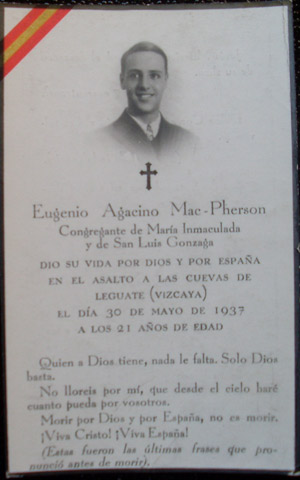 Eugenio Agacino Mac-Pherson
Congregante de María Inmaculada
y de San Luis Gonzaga
DIO SU VIDA POR DIOS Y POR ESPAÑA
EN EL ASALTO A LAS CUEVAS DE
LEGUATE (VIZCAYA)
EL DÍA 30 DE MAYO DE 1937
A LOS 21 AÑOS DE EDAD
Quien a Dios tiene, nada le falta. Solo Dios
basta.
No lloreis por mí, que desde el cielo haré
cuanto pueda por vosotros.
Morir por Dios y por España, no es morir.
¡Viva Cristo! ¡Viva España!
(Estas fueron las últimas frases que pro-
nunció antes de morir).